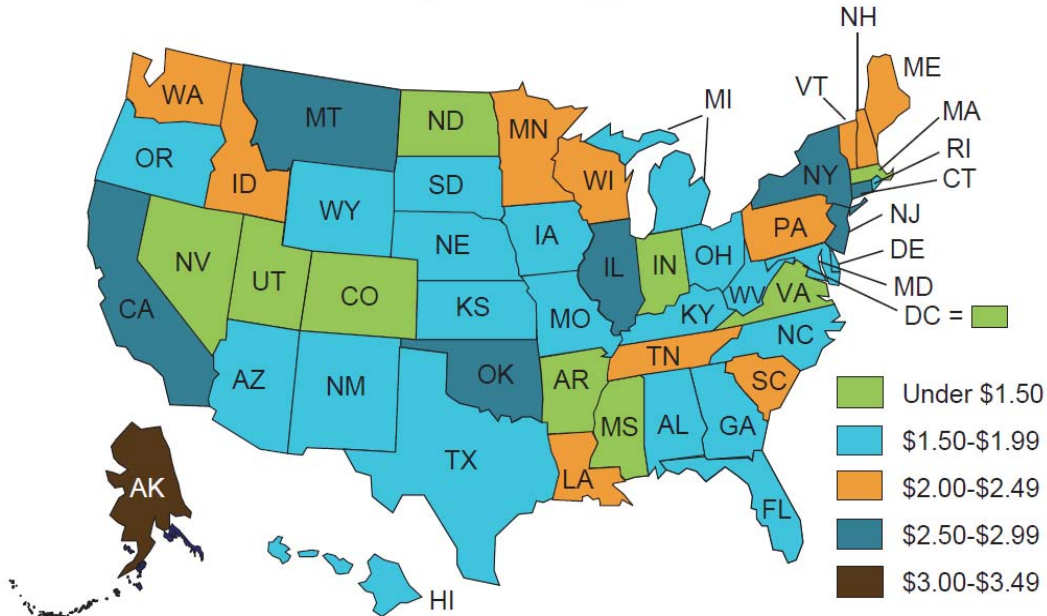 NH
VT
ME
WA
MT
ND
MN
MI
MA
OR
ID
SD
WI
NY
RI
CT
WY
IA
PA
NJ
NE
NV
UT
CO
IL
IN
OH
DE
CA
KS
MO
WV
VA
MD
KY
DC =
AZ
NM
OK
AR
TN
NC
SC
Under $1.50
MS
AL
GA
$1.50-$1.99
TX
LA
AK
$2.00-$2.49
FL
$2.50-$2.99
HI
$3.00-$3.49